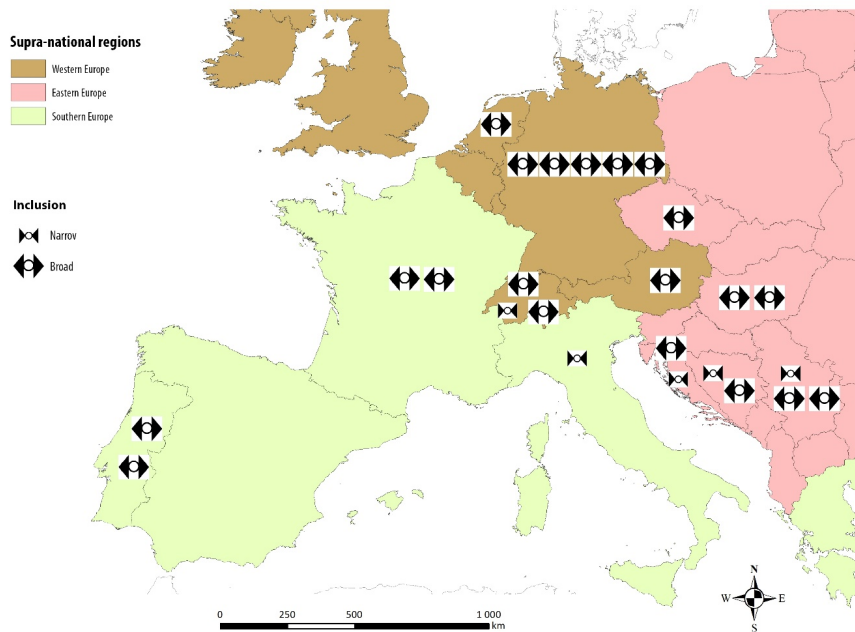 Supra-national regions
Western Europe
Eastern Europe
Southern Europe
Inclusion
Narrov
Broad
N
W E
S
0 250 500 1 000
km